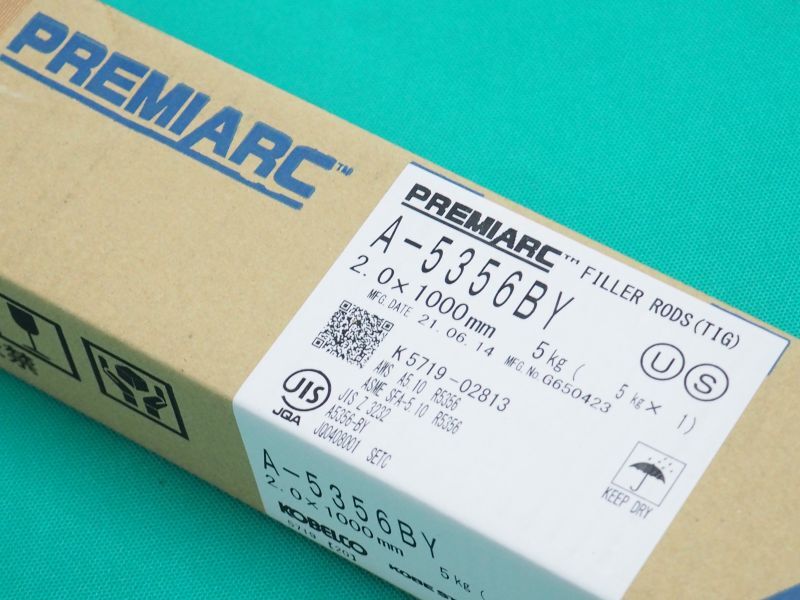 PREMIARC™
PREMIARC™ FILLER RODS(TIG)
A-5356BY
2.0×1000mm 5kg ( 5kg× 1)
MFG.DATE 21.06.14 MFG.No.G650423
K5719-02813
AWS A5.10 R5356
ASME SFA-5.10 R5356
JIS Z 3232
A5356-BY
JQ0408001 SETC
JIS
JQA
U S
KEEP DRY
A-5356BY
2.0×1000mm 5kg (
KOBELCO